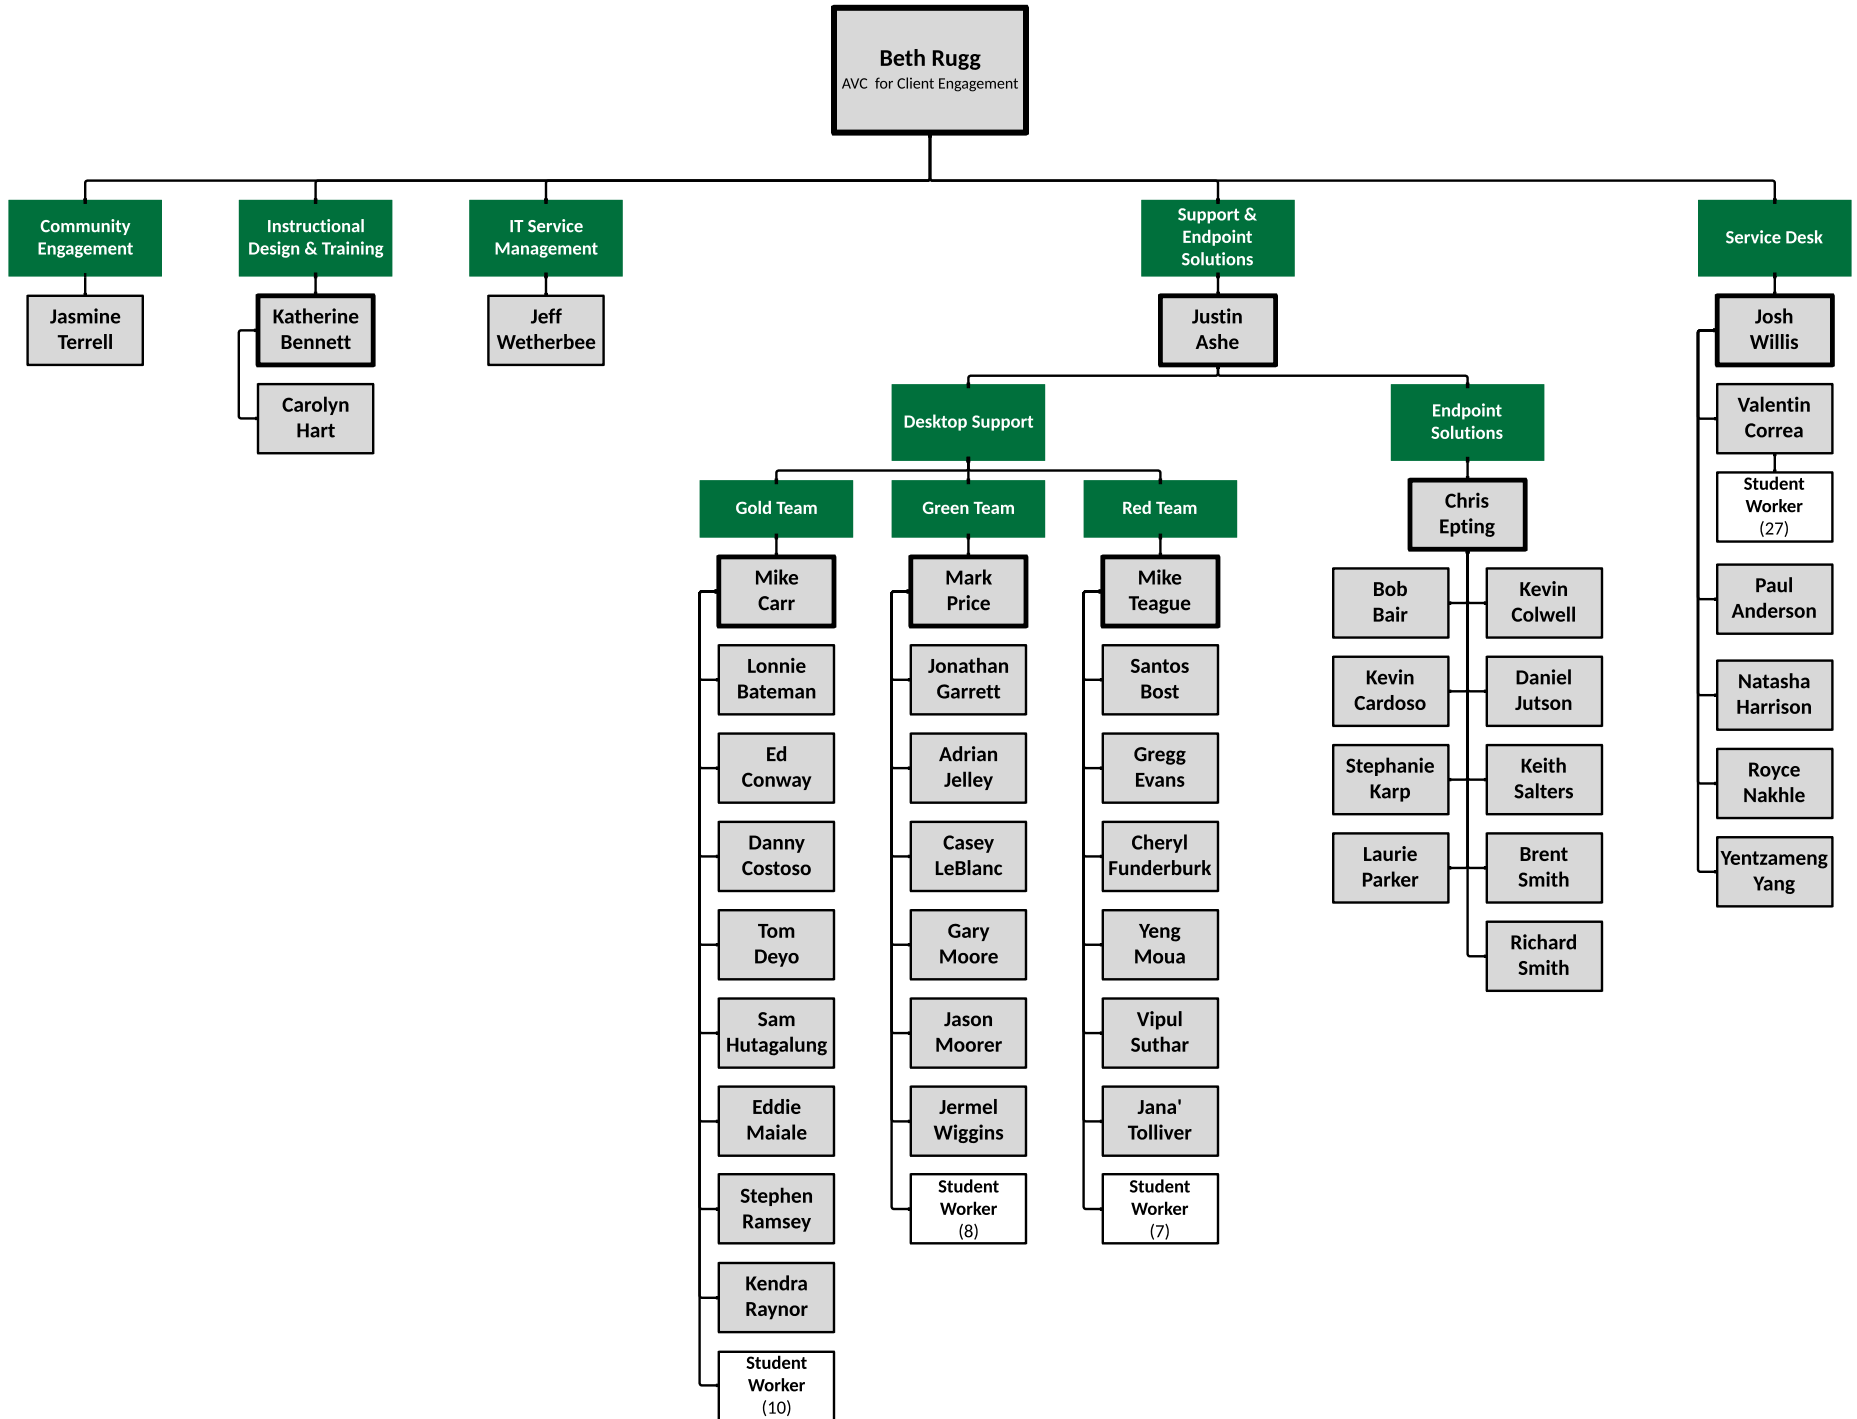 Beth Rugg
AVC for Client Engagement
Community
Engagement
Jasmine
Terrell
Instructional
Design & Training
Katherine
Bennett
Carolyn
Hart
IT Service
Management
Jeff
Wetherbee
Support &
Endpoint
Solutions
Justin
Ashe
Desktop Support
Gold Team
Mike
Carr
Lonnie
Bateman
Ed
Conway
Danny
Costoso
Tom
Deyo
Sam
Hutagalung
Eddie
Maiale
Stephen
Ramsey
Kendra
Raynor
Student
Worker
(10)
Green Team
Mark
Price
Jonathan
Garrett
Adrian
Jelley
Casey
LeBlanc
Gary
Moore
Jason
Moorer
Jermel
Wiggins
Student
Worker
(8)
Red Team
Mike
Teague
Santos
Bost
Gregg
Evans
Cheryl
Funderburk
Yeng
Moua
Vipul
Suthar
Jana'
Tolliver
Student
Worker
(7)
Endpoint
Solutions
Chris
Epting
Bob
Bair
Kevin
Colwell
Kevin
Cardoso
Daniel
Jutson
Stephanie
Karp
Keith
Salters
Laurie
Parker
Brent
Smith
Richard
Smith
Service Desk
Josh
Willis
Valentin
Correa
Student
Worker
(27)
Paul
Anderson
Natasha
Harrison
Royce
Nakhle
Yentzameng
Yang